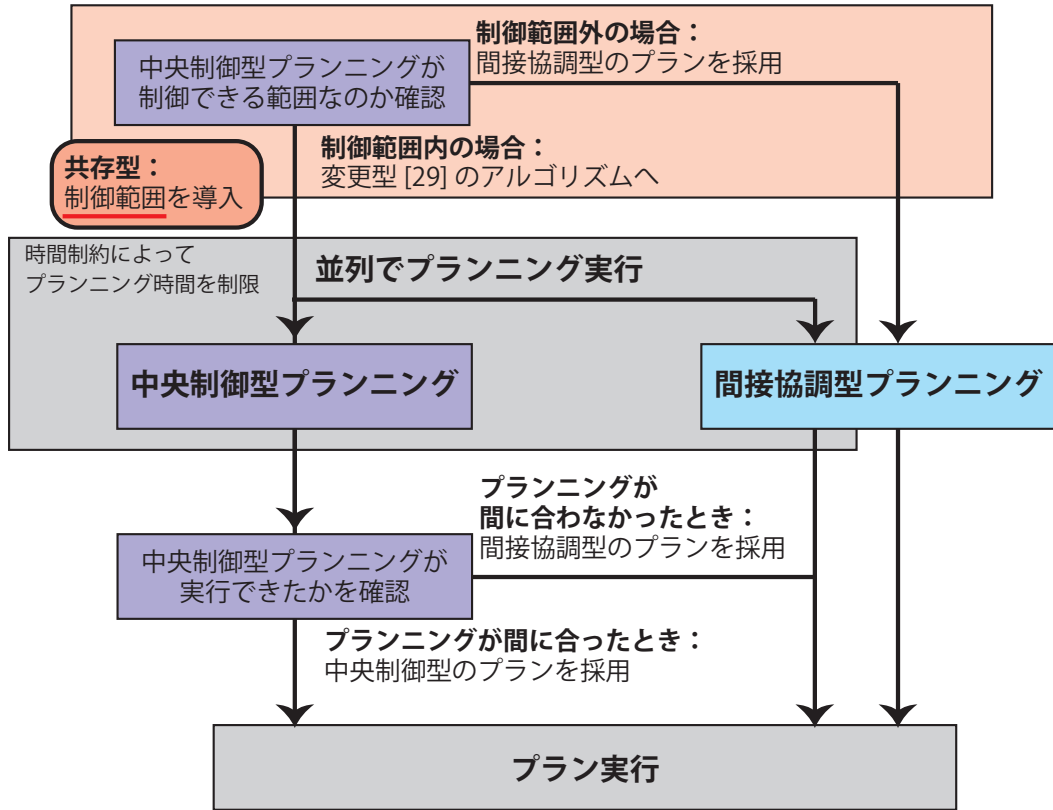 制御範囲外の場合：
間接協調型のプランを採用
中央制御型プランニングが
制御できる範囲なのか確認
制御範囲内の場合：
変更型 [29] のアルゴリズムへ
共存型：
制御範囲を導入
時間制約によって
プランニング時間を制限
並列でプランニング実行
中央制御型プランニング
間接協調型プランニング
プランニングが
間に合わなかったとき：
間接協調型のプランを採用
中央制御型プランニングが
実行できたかを確認
プランニングが間に合ったとき：
中央制御型のプランを採用
プラン実行